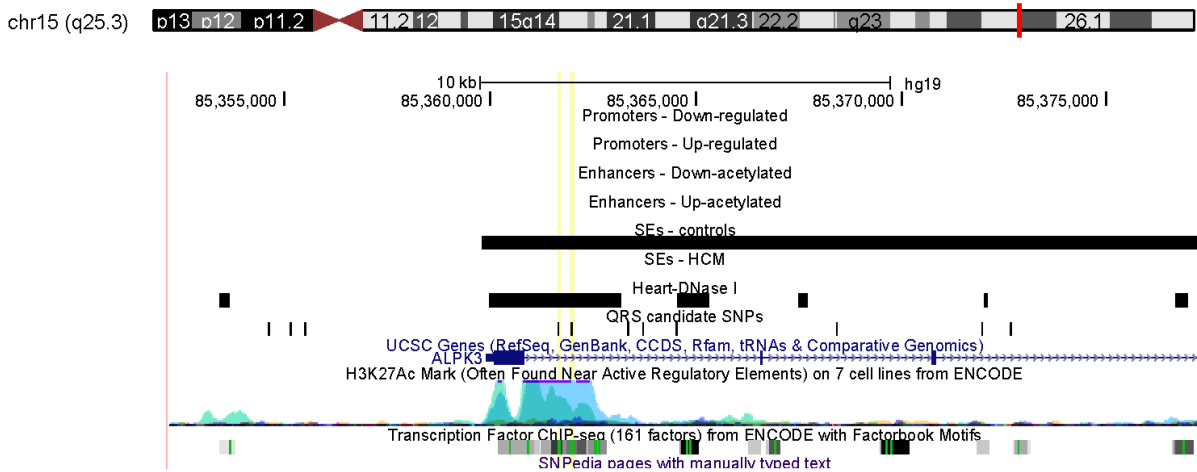 chr15 (q25.3) p13 p12 p11.2 11.2 12 15q14 21.1 q21.3 22.2 q23 26.1
10 kb hg19
85,355,000 85,360,000 85,365,000 85,370,000 85,375,000
Promoters - Down-regulated
Promoters - Up-regulated
Enhancers - Down-acetylated
Enhancers - Up-acetylated
SEs - controls
SEs - HCM
Heart-DNase I
QRS candidate SNPs
UCSC Genes (RefSeq, GenBank, CCDS, Rfam, tRNAs & Comparative Genomics)
ALPK3
H3K27Ac Mark (Often Found Near Active Regulatory Elements) on 7 cell lines from ENCODE
Transcription Factor ChIP-seq (161 factors) from ENCODE with Factorbook Motifs
SNPedia pages with manually typed text